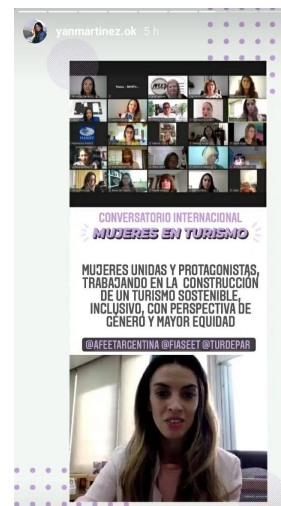 yanmartinez.ok 5 h
CONVERSATORIO INTERNACIONAL
MUJERES EN TURISMO
MUJERES UNIDAS Y PROTAGONISTAS,
TRABAJANDO EN LA CONSTRUCCIÓN
DE UN TURISMO SOSTENIBLE,
INCLUSIVO, CON PERSPECTIVA DE
GÉNERO Y MAYOR EQUIDAD
@AFEETARGENTINA @FIASEET @TURDEPAR